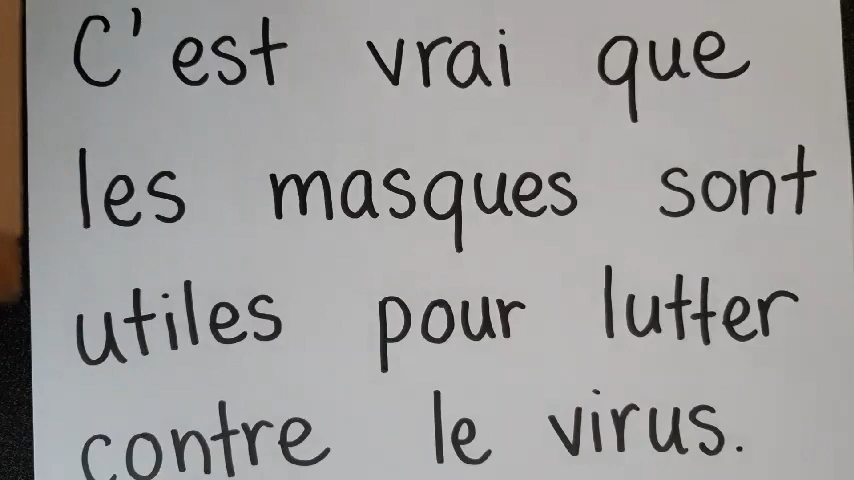 C'est vrai que
les masques sont
utiles pour lutter
contre le virus.